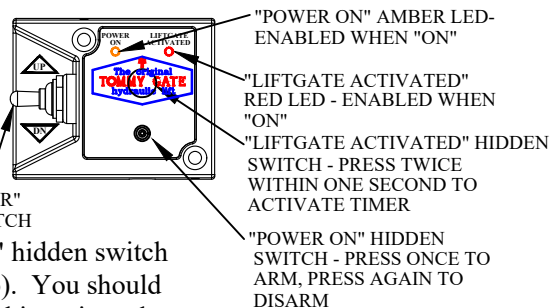 POWER ON
LIFTGATE ACTIVATED
UP
The original
TOMMY GATE
hydraulic lift
DN
"POWER ON" AMBER LED-
ENABLED WHEN "ON"
"LIFTGATE ACTIVATED"
RED LED - ENABLED WHEN
"ON"
"LIFTGATE ACTIVATED" HIDDEN
SWITCH - PRESS TWICE
WITHIN ONE SECOND TO
ACTIVATE TIMER
"POWER ON" HIDDEN
SWITCH - PRESS ONCE TO
ARM, PRESS AGAIN TO
DISARM
hidden switch
You should